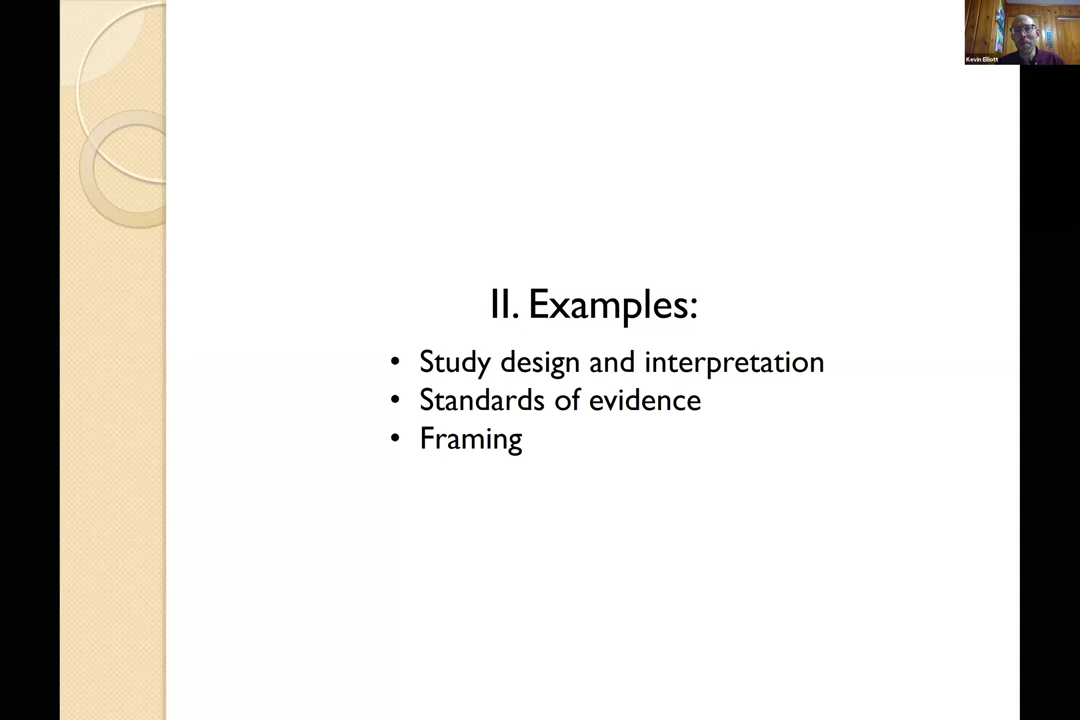 Kevin Elliott
II. Examples:
• Study design and interpretation
• Standards of evidence
• Framing